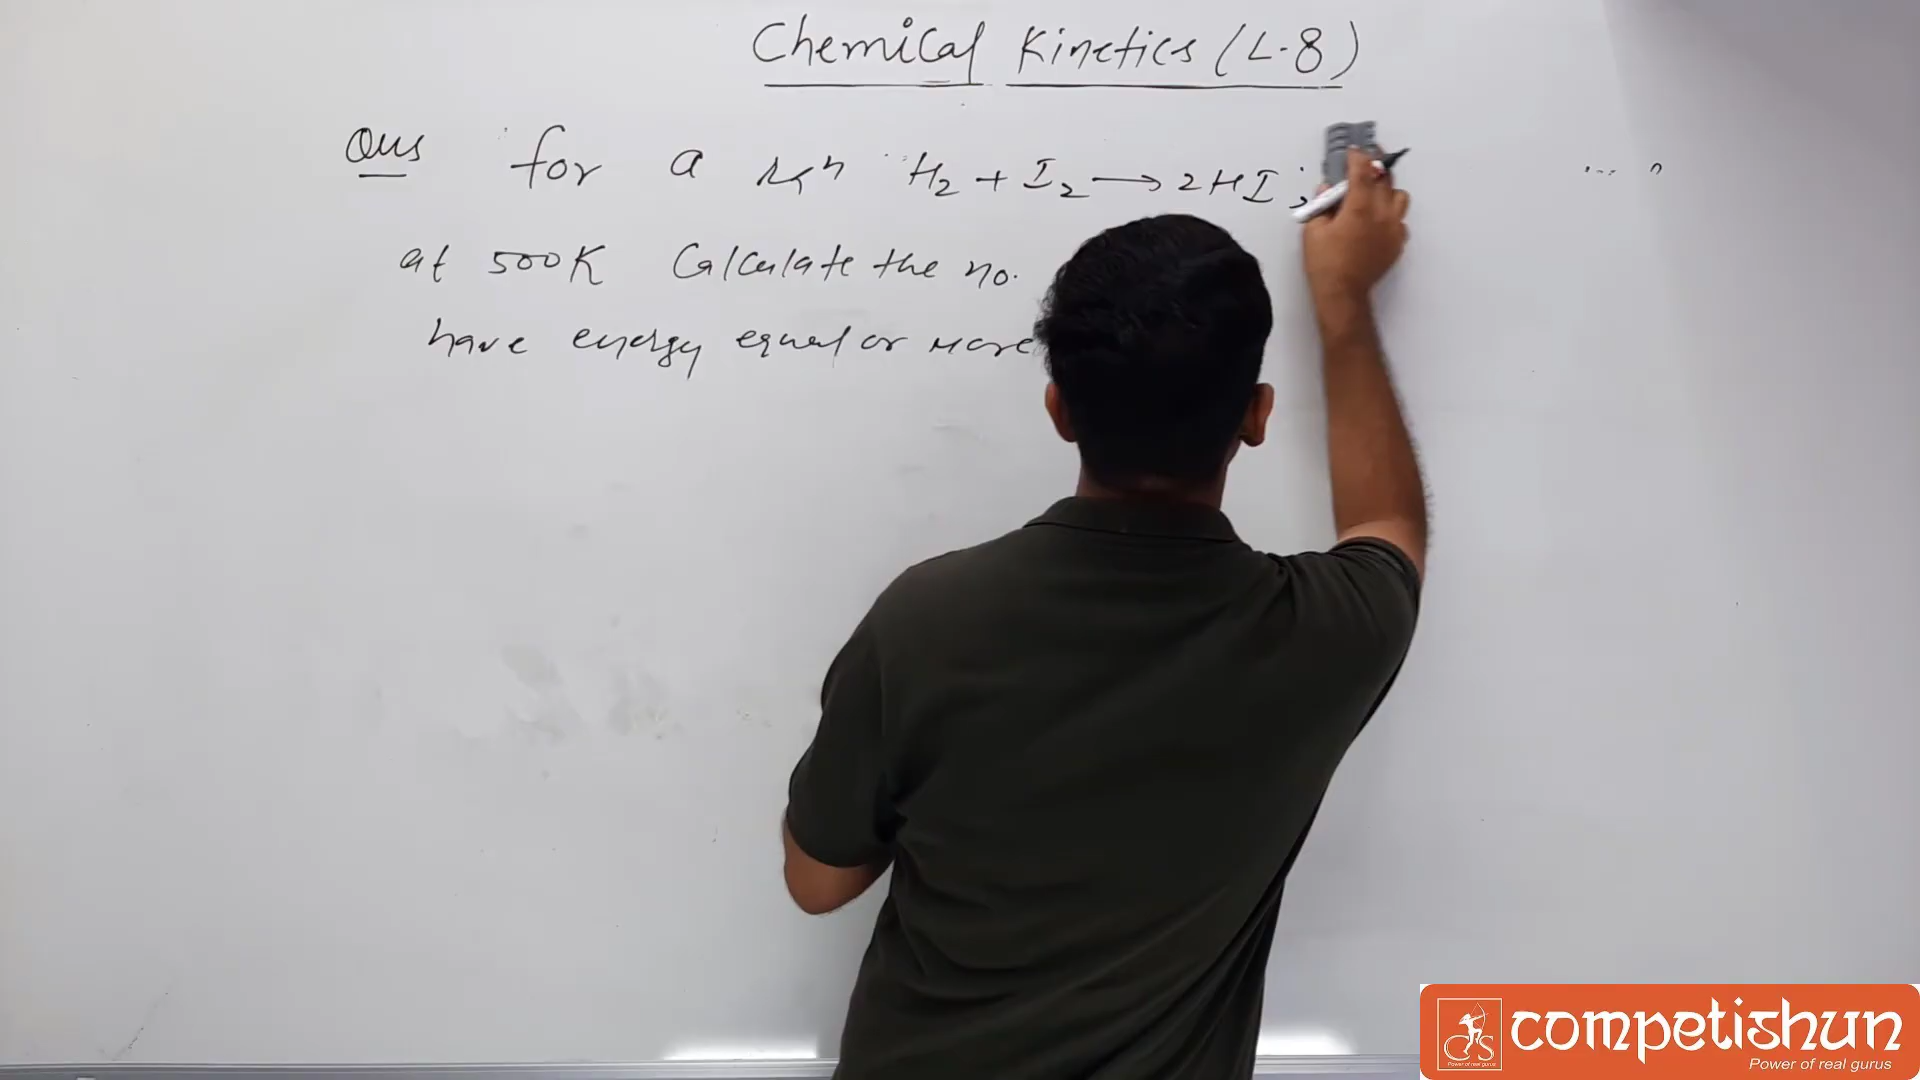 Chemical Kinetics (L-8)
Ques for a rxn H2 + I2 → 2HI ;
at 500K Calculate the no.
have energy equal or more
competishun
Power of real gurus